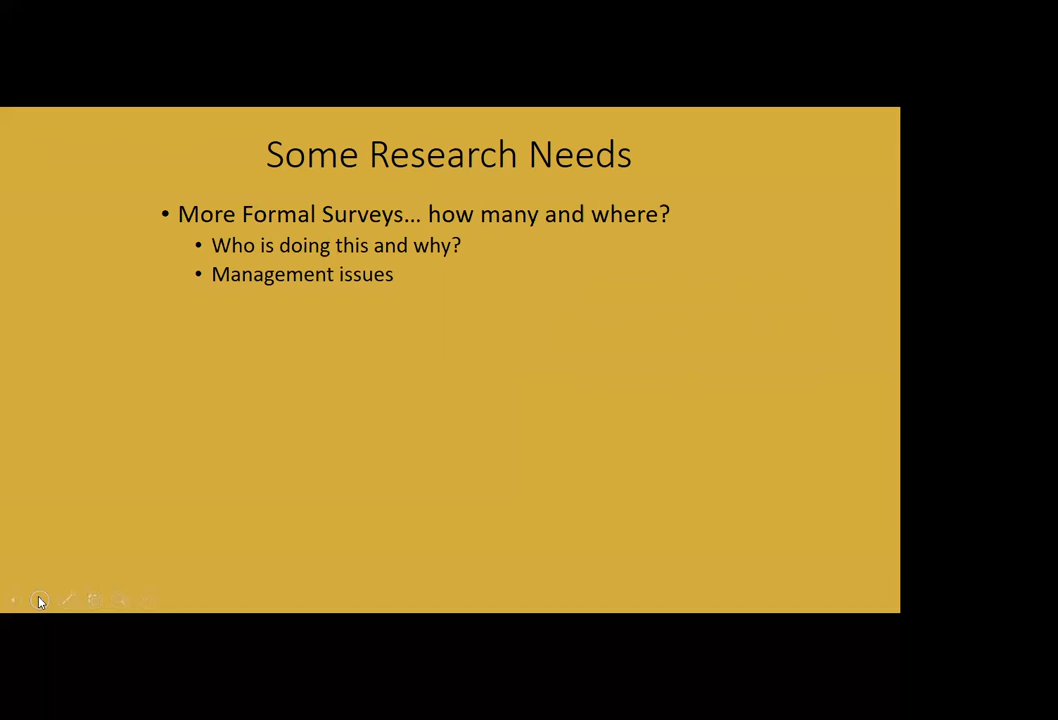 Some Research Needs
• More Formal Surveys… how many and where?
• Who is doing this and why?
• Management issues